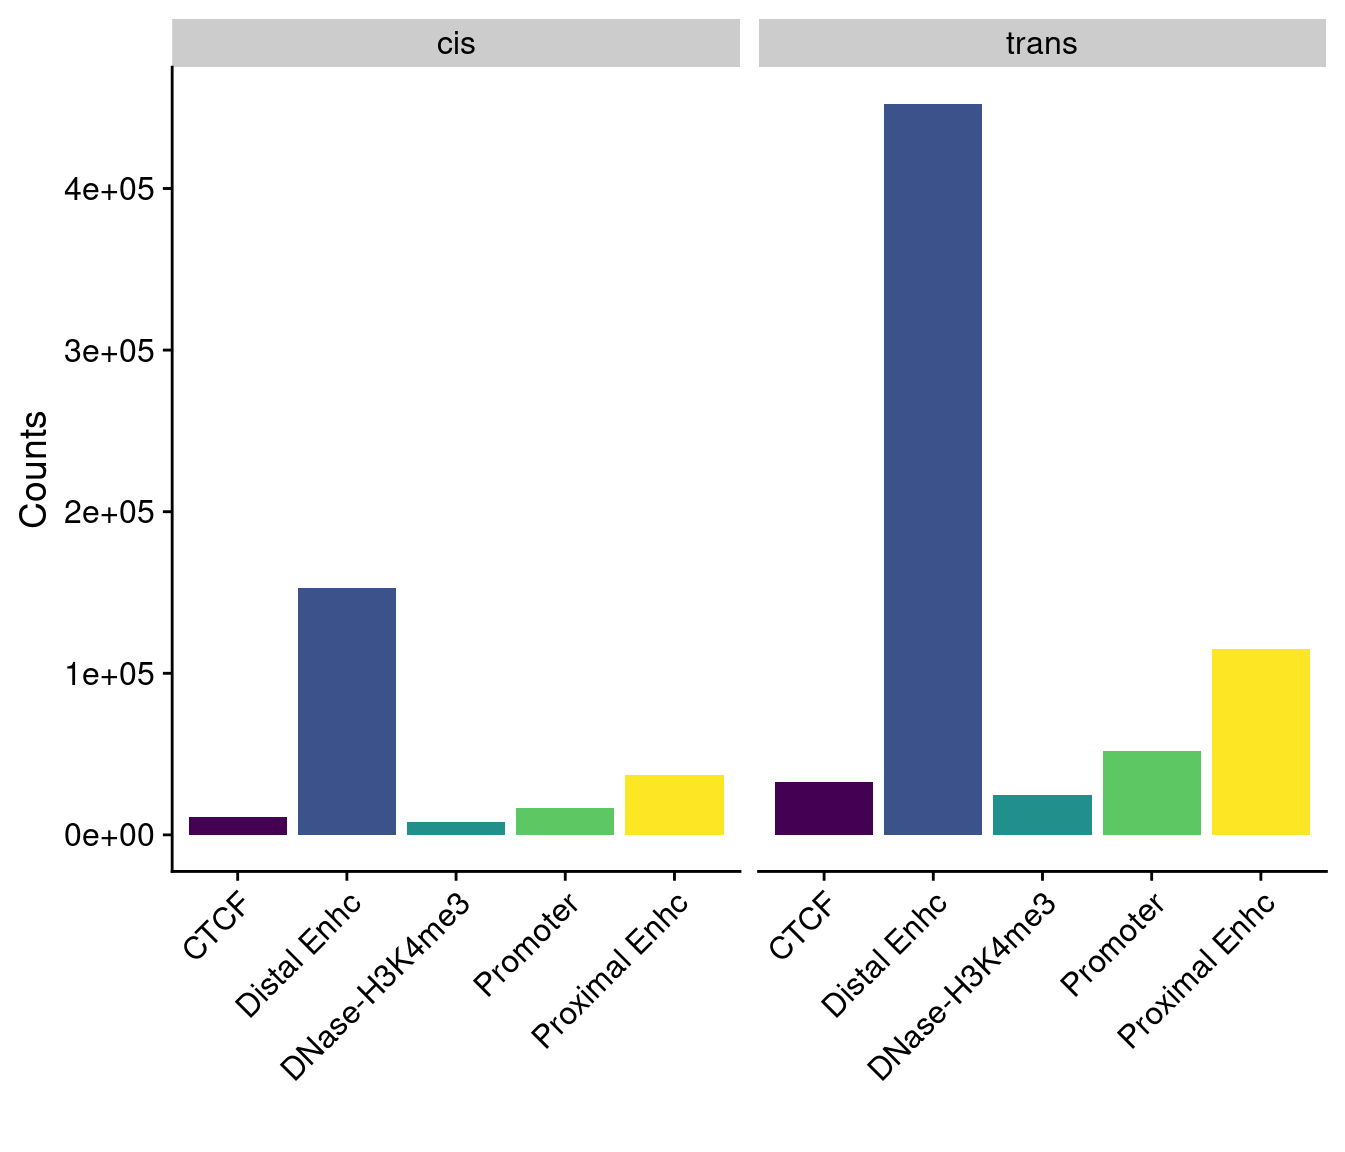 cis
trans
Counts
4e+05
3e+05
2e+05
1e+05
0e+00
CTCF
Distal Enhc
DNase-H3K4me3
Promoter
Proximal Enhc
CTCF
Distal Enhc
DNase-H3K4me3
Promoter
Proximal Enhc